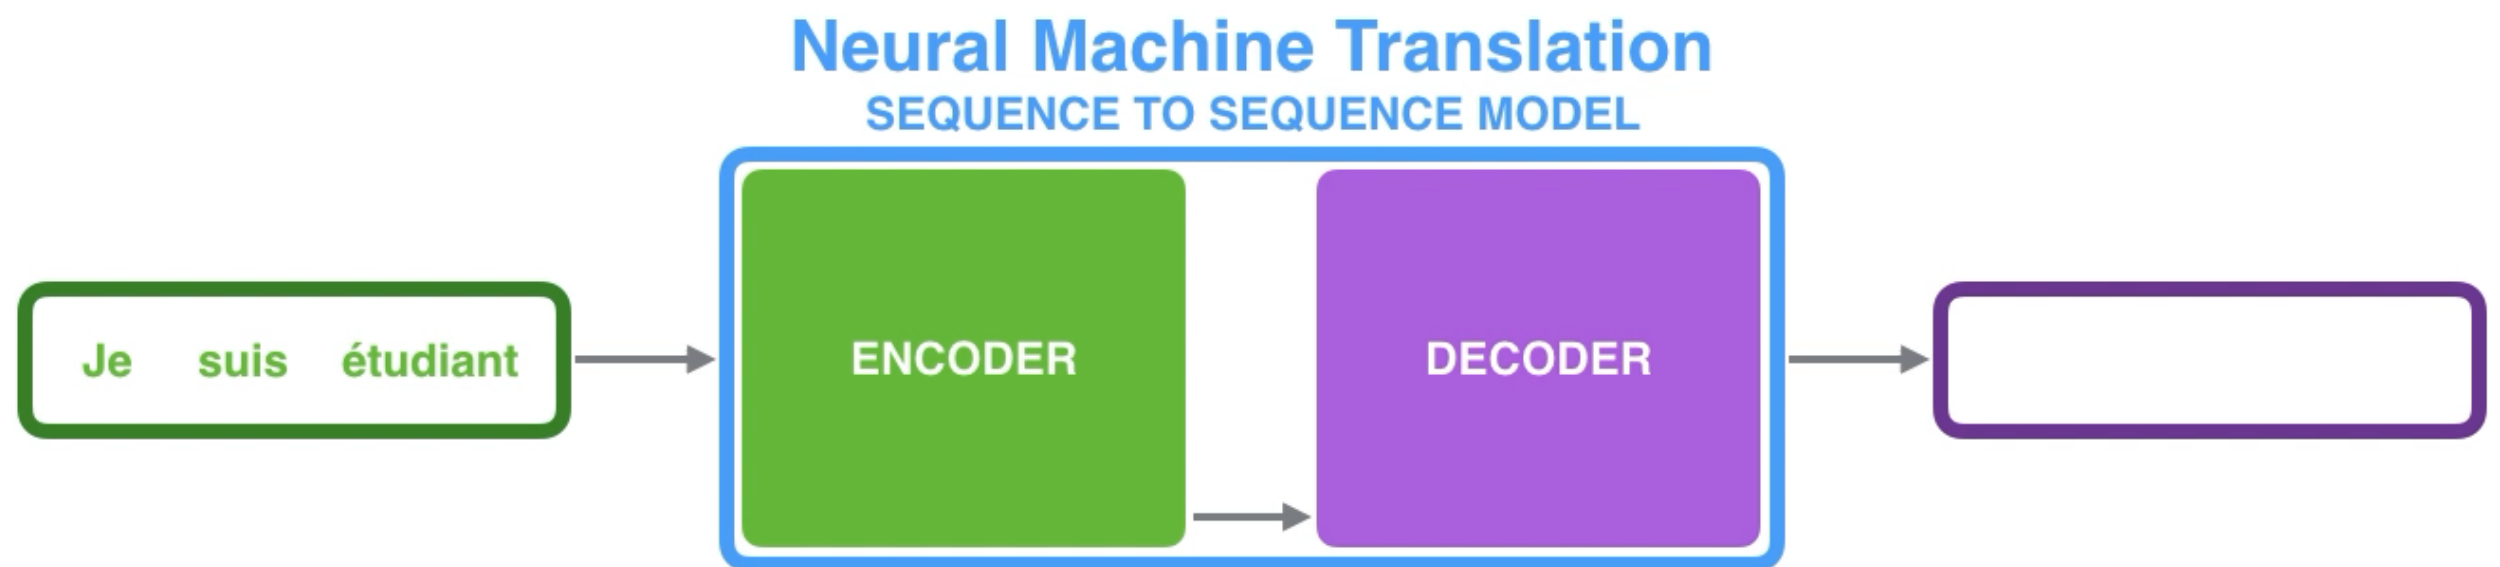 Neural Machine Translation
SEQUENCE TO SEQUENCE MODEL
Je suis étudiant
ENCODER
DECODER